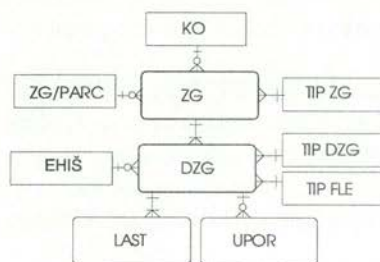 KO
ZG/PARC
ZG
TIP ZG
EHIŠ
DZG
TIP DZG
TIP FLE
LAST
UPOR